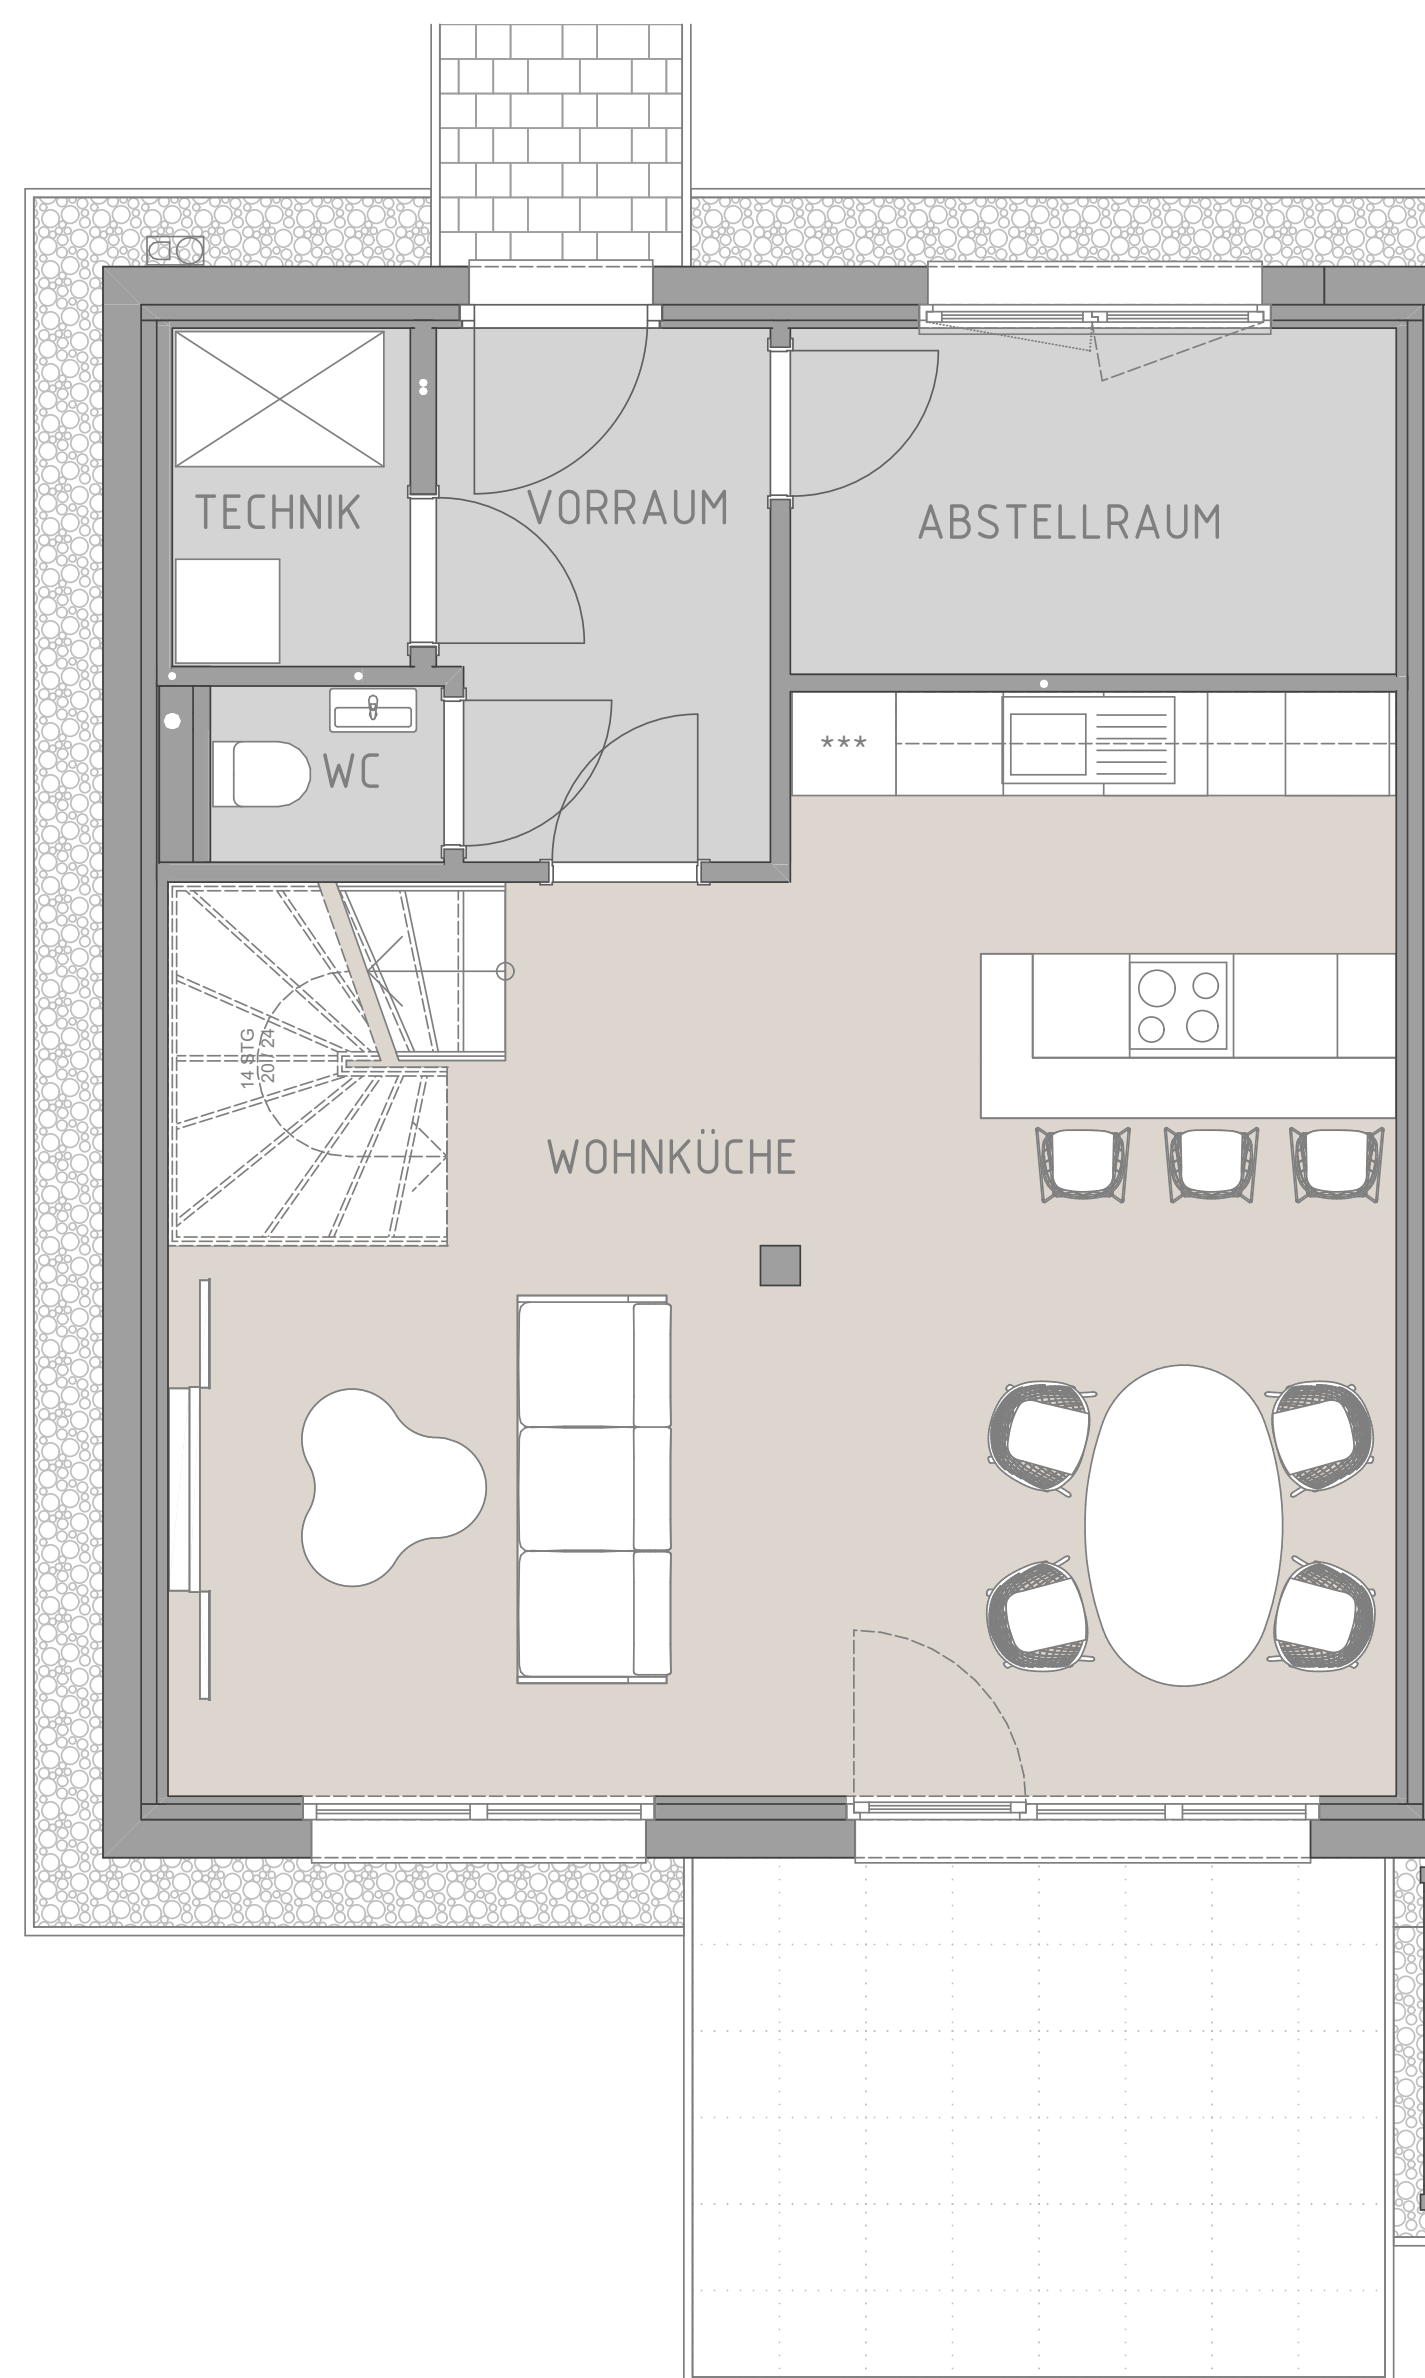 VORRAUM
TECHNIK
ABSTELLRAUM
***
WC
14 STG
20 / 24
WOHNKÜCHE